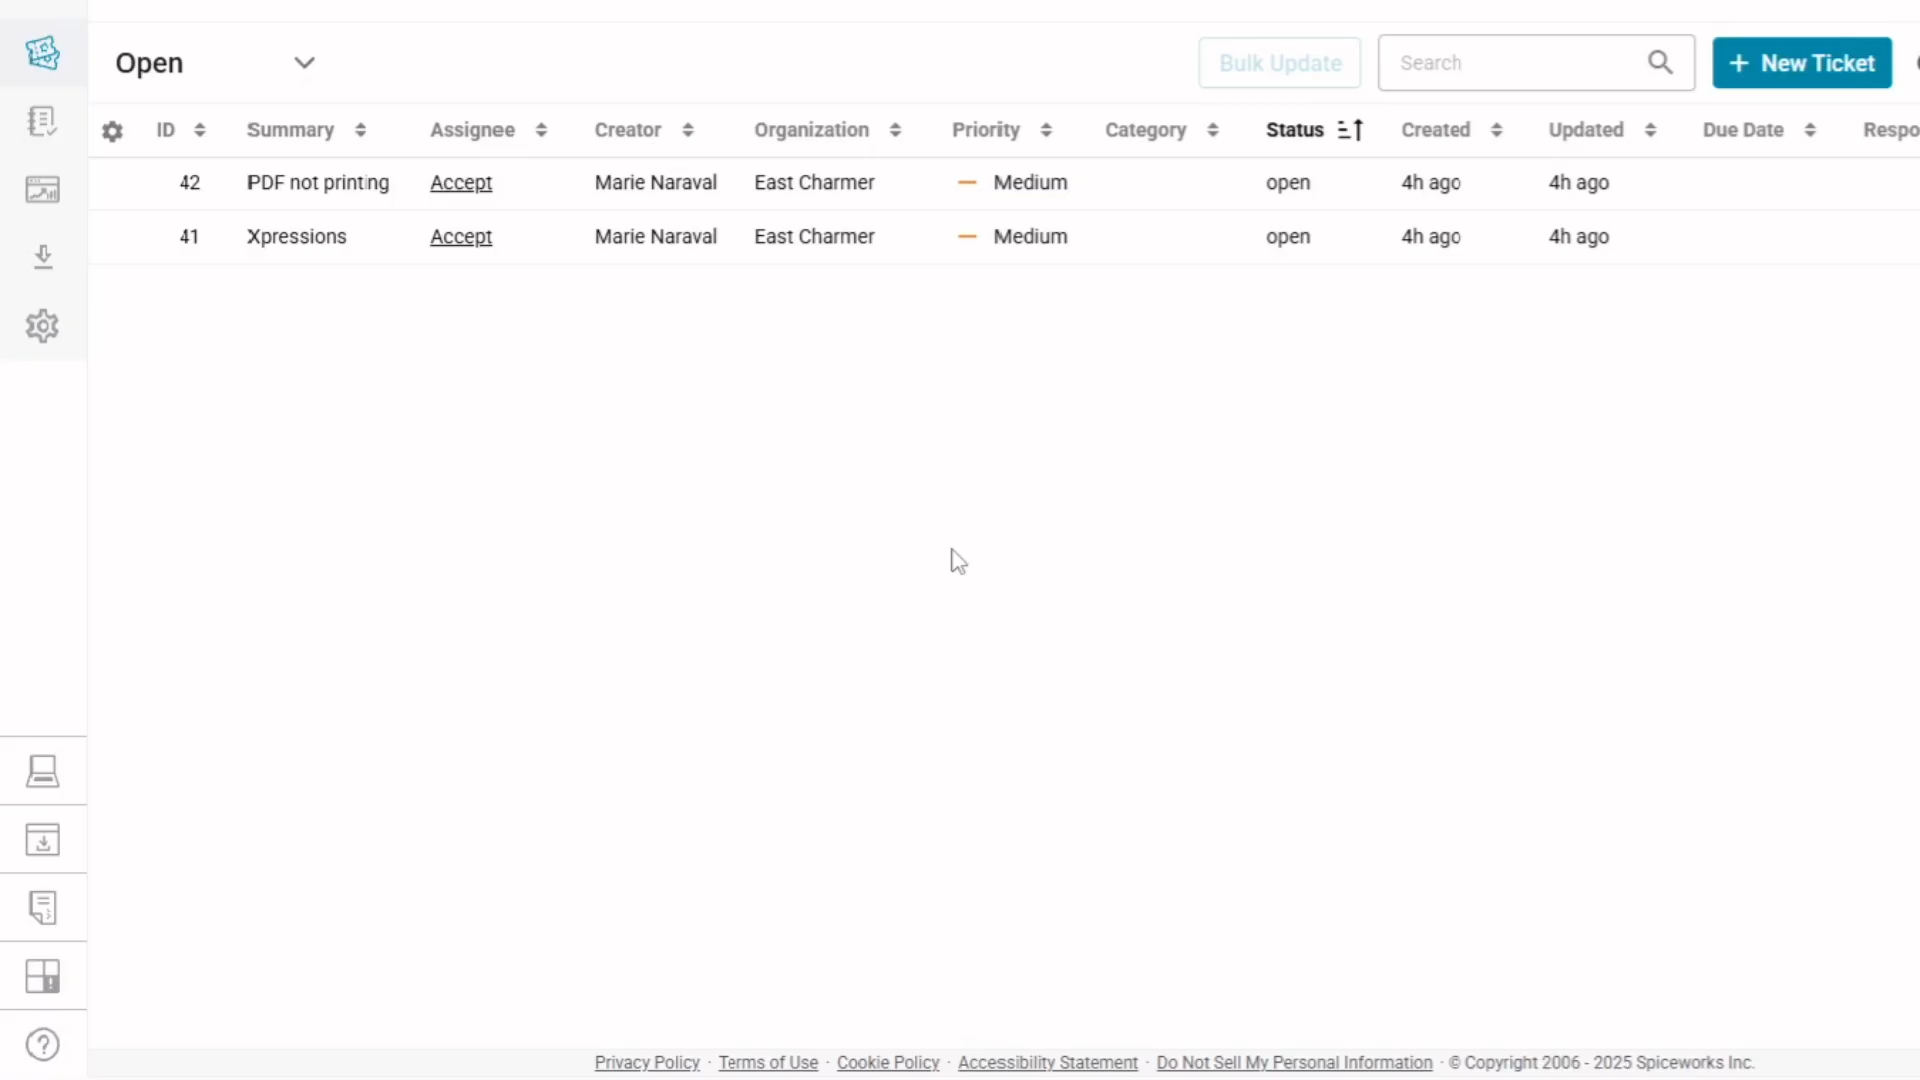 Open
Bulk Update
Search
+ New Ticket
ID Summary Assignee Creator Organization Priority Category Status Created Updated Due Date Respo
42 PDF not printing Accept Marie Naraval East Charmer Medium open 4h ago 4h ago
41 Xpressions Accept Marie Naraval East Charmer Medium open 4h ago 4h ago
Privacy Policy · Terms of Use · Cookie Policy · Accessibility Statement · Do Not Sell My Personal Information · © Copyright 2006 - 2025 Spiceworks Inc.